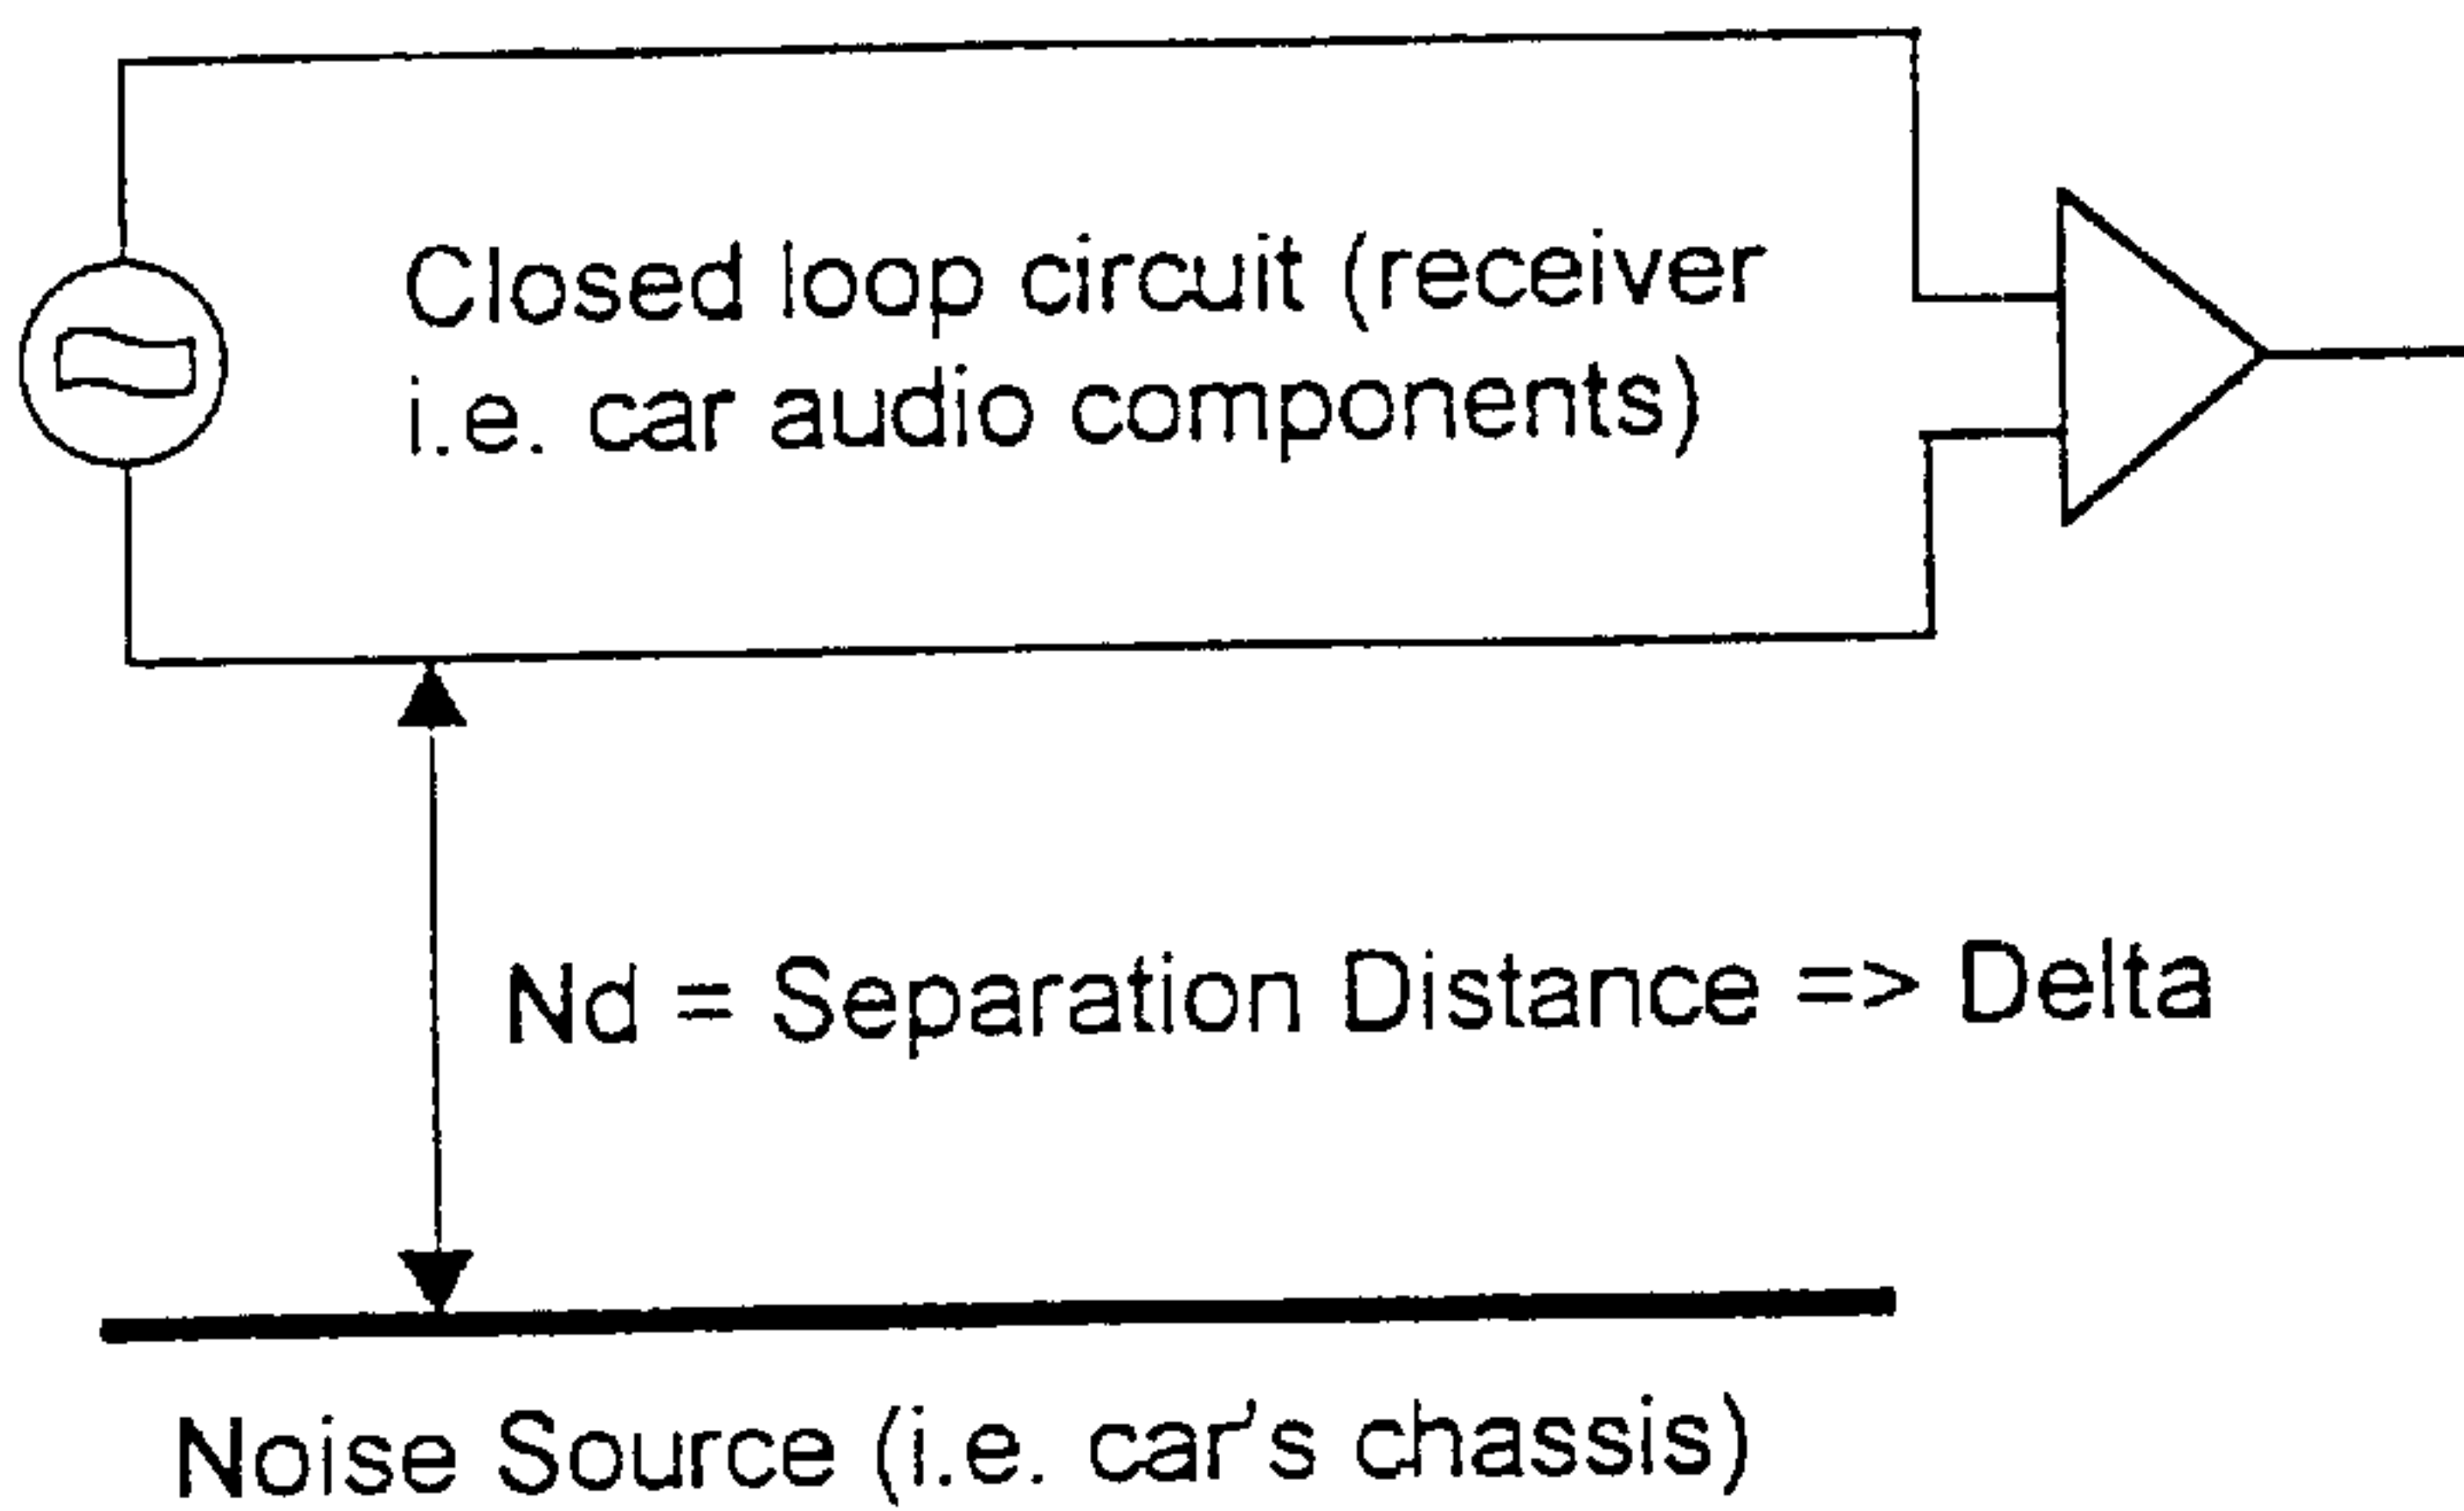 Closed loop circuit (receiver
i.e. car audio components)
Nd = Separation Distance => Delta
Noise Source (i.e. car's chassis)